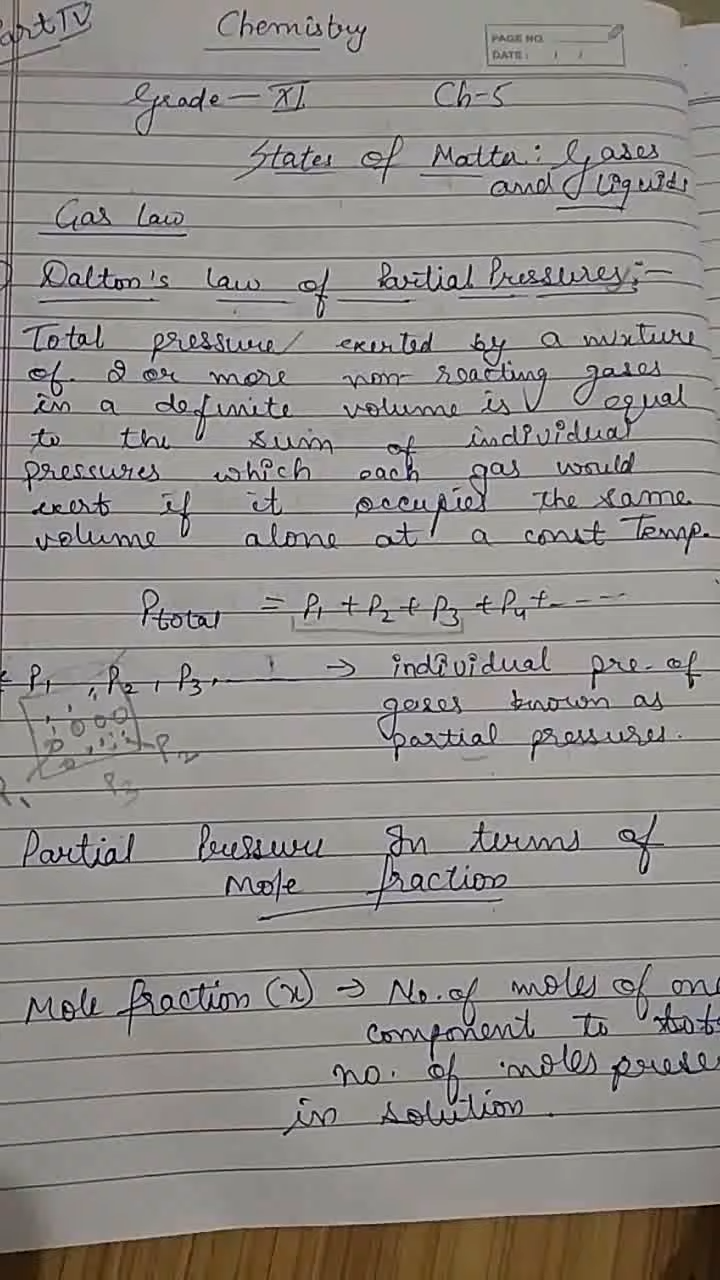 Part IV
Chemistry
PAGE NO.
DATE: / /
Grade - XI Ch-5
States of Matter: Gases
and Liquids
Gas Law
Dalton's law of Partial Pressures:-
Total pressure exerted by a mixture
of 2 or more non-reacting gases
in a definite volume is equal
to the sum of individual
pressures which each gas would
exert if it occupied the same
volume alone at a const Temp.
Ptotal = P1 + P2 + P3 + P4 + ----
P1, P2, P3, ---- → individual pre. of
gases known as
partial pressures.
P2
P3
Partial Pressure In terms of
Mole fraction
Mole fraction (x) → No. of moles of on
component to tot
no. of moles prese
in solution.